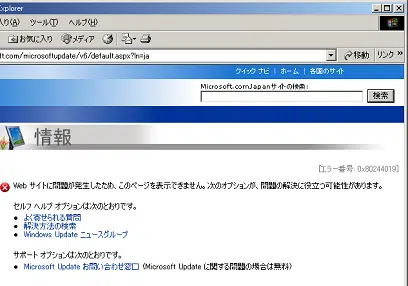 Explorer
入り(A) ツール(T) ヘルプ(H)
お気に入り メディア
t.com/microsoftupdate/v6/default.aspx?ln=ja 移動 リンク »
クイック ナビ | ホーム | 各国のサイト
Microsoft.comJapanサイトの検索:
検索
情報
[エラー番号: 0x80244019]
Web サイトに問題が発生したため、このページを表示できません。次のオプションが、問題の解決に役立つ可能性があります。
セルフ ヘルプ オプションは次のとおりです。
• よく寄せられる質問
• 解決方法の検索
• Windows Update ニュースグループ
サポート オプションは次のとおりです。
• Microsoft Update お問い合わせ窓口 (Microsoft Update に関する問題の場合は無料)